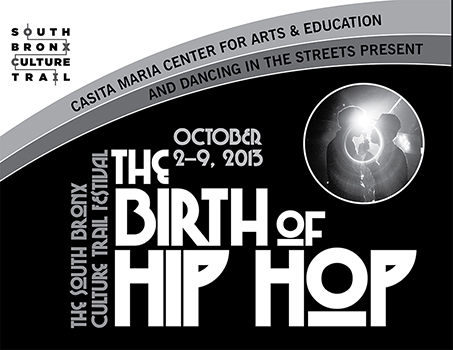 SOUTH
BRONX
CULTURE
TRAIL
CASITA MARIA CENTER FOR ARTS & EDUCATION
AND DANCING IN THE STREETS PRESENT
OCTOBER
2–9, 2013
THE SOUTH BRONX
CULTURE TRAIL FESTIVAL
THE
BIRTH OF
HIP HOP